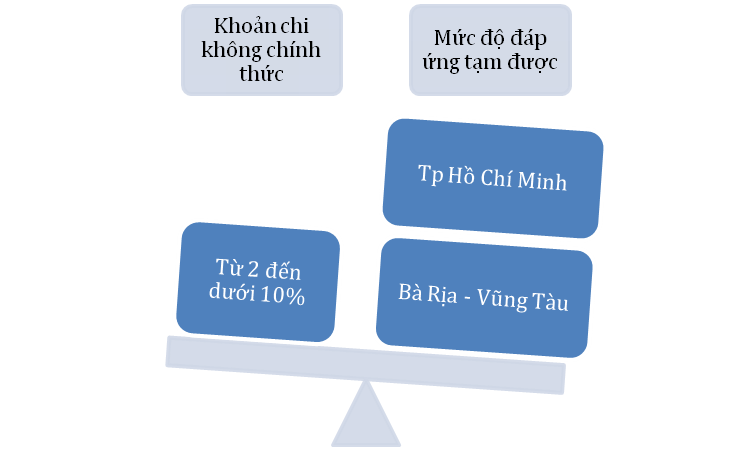 Khoản chi
không chính
thức
Mức độ đáp
ứng tạm được
Tp Hồ Chí Minh
Từ 2 đến
dưới 10%
Bà Rịa - Vũng Tàu